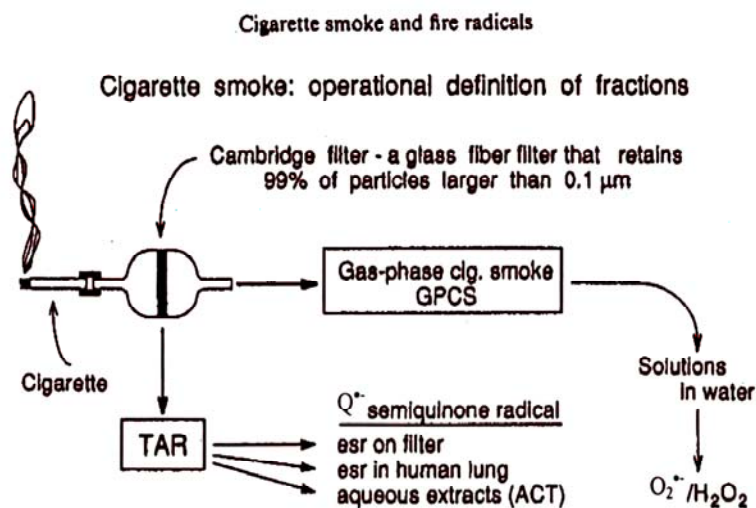 Cigarette smoke and fire radicals
Cigarette smoke: operational definition of fractions
Cambridge filter - a glass fiber filter that retains
99% of particles larger than 0.1 μm
Gas-phase cig. smoke
GPCS
Cigarette
Solutions
in water
Q•- semiquinone radical
TAR
esr on filter
esr in human lung
aqueous extracts (ACT)
O₂•-/H₂O₂